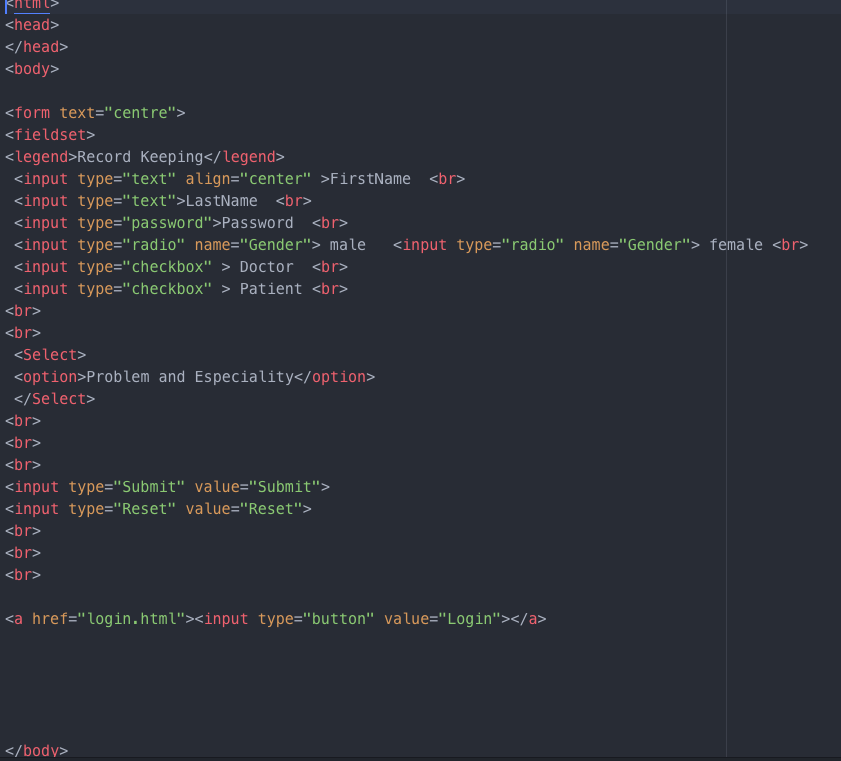 <html>
<head>
</head>
<body>
<form text="centre">
<fieldset>
<legend>Record Keeping</legend>
<input type="text" align="center" >FirstName  <br>
<input type="text">LastName  <br>
<input type="password">Password  <br>
<input type="radio" name="Gender"> male   <input type="radio" name="Gender"> female <br>
<input type="checkbox" > Doctor  <br>
<input type="checkbox" > Patient <br>
<br>
<br>
<Select>
<option>Problem and Especiality</option>
</Select>
<br>
<br>
<br>
<input type="Submit" value="Submit">
<input type="Reset" value="Reset">
<br>
<br>
<br>
<a href="login.html"><input type="button" value="Login"></a>
</body>